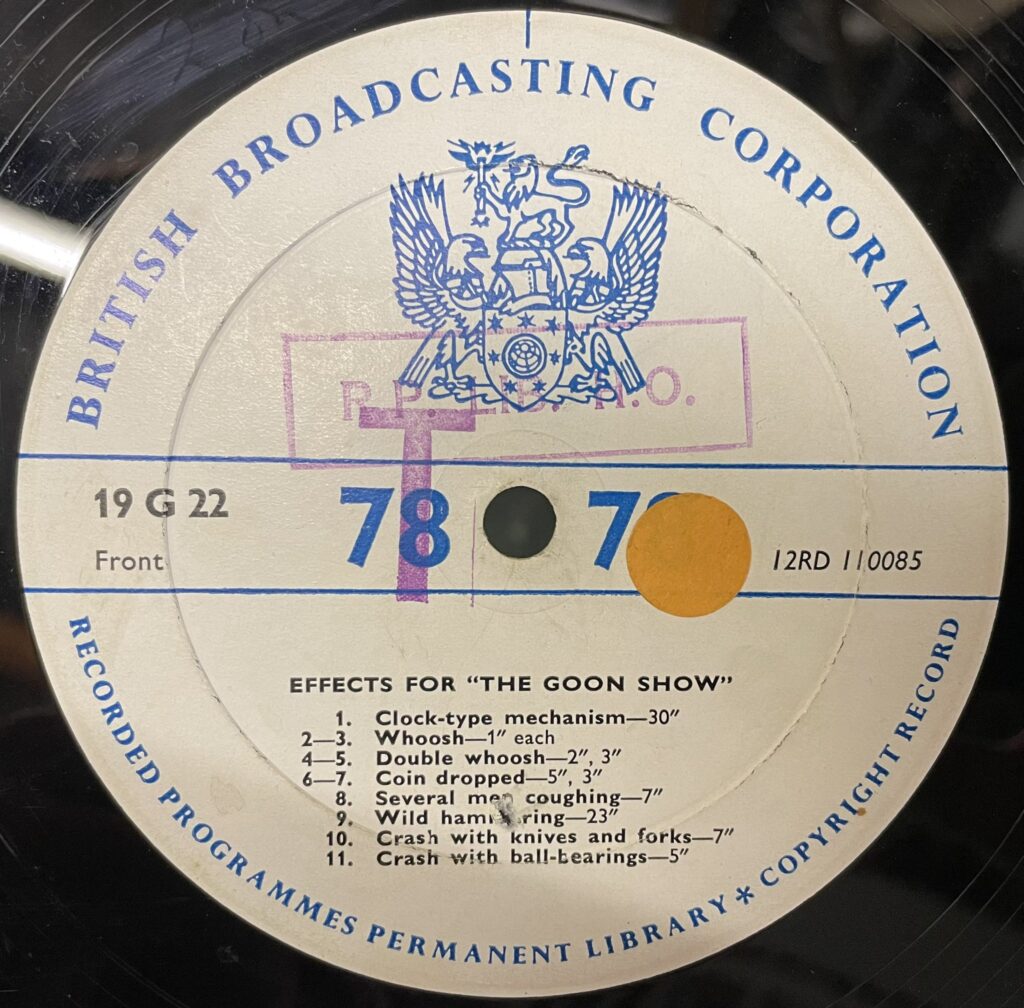 BRITISH BROADCASTING CORPORATION
P.P. LIB. H.O.
T
19 G 22
78 78
Front
12RD 110085
EFFECTS FOR "THE GOON SHOW"
1. Clock-type mechanism—30″
2—3. Whoosh—1″ each
4—5. Double whoosh—2″, 3″
6—7. Coin dropped—5″, 3″
8. Several men coughing—7″
9. Wild hammering—23″
10. Crash with knives and forks—7″
11. Crash with ball-bearings—5″
RECORDED PROGRAMMES PERMANENT LIBRARY * COPYRIGHT RECORD